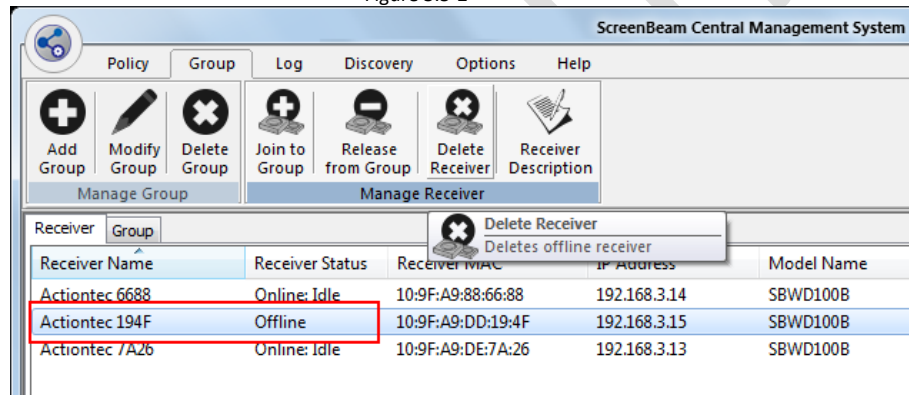 ScreenBeam Central Management System
Policy Group Log Discovery Options Help
Add Group Modify Group Delete Group Join to Group Release from Group Delete Receiver Receiver Description
Manage Group Manage Receiver
Receiver Group
Delete Receiver
Deletes offline receiver
Receiver Name Receiver Status Receiver MAC IP Address Model Name
Actiontec 6688 Online: Idle 10:9F:A9:88:66:88 192.168.3.14 SBWD100B
Actiontec 194F Offline 10:9F:A9:DD:19:4F 192.168.3.15 SBWD100B
Actiontec 7A26 Online: Idle 10:9F:A9:DE:7A:26 192.168.3.13 SBWD100B